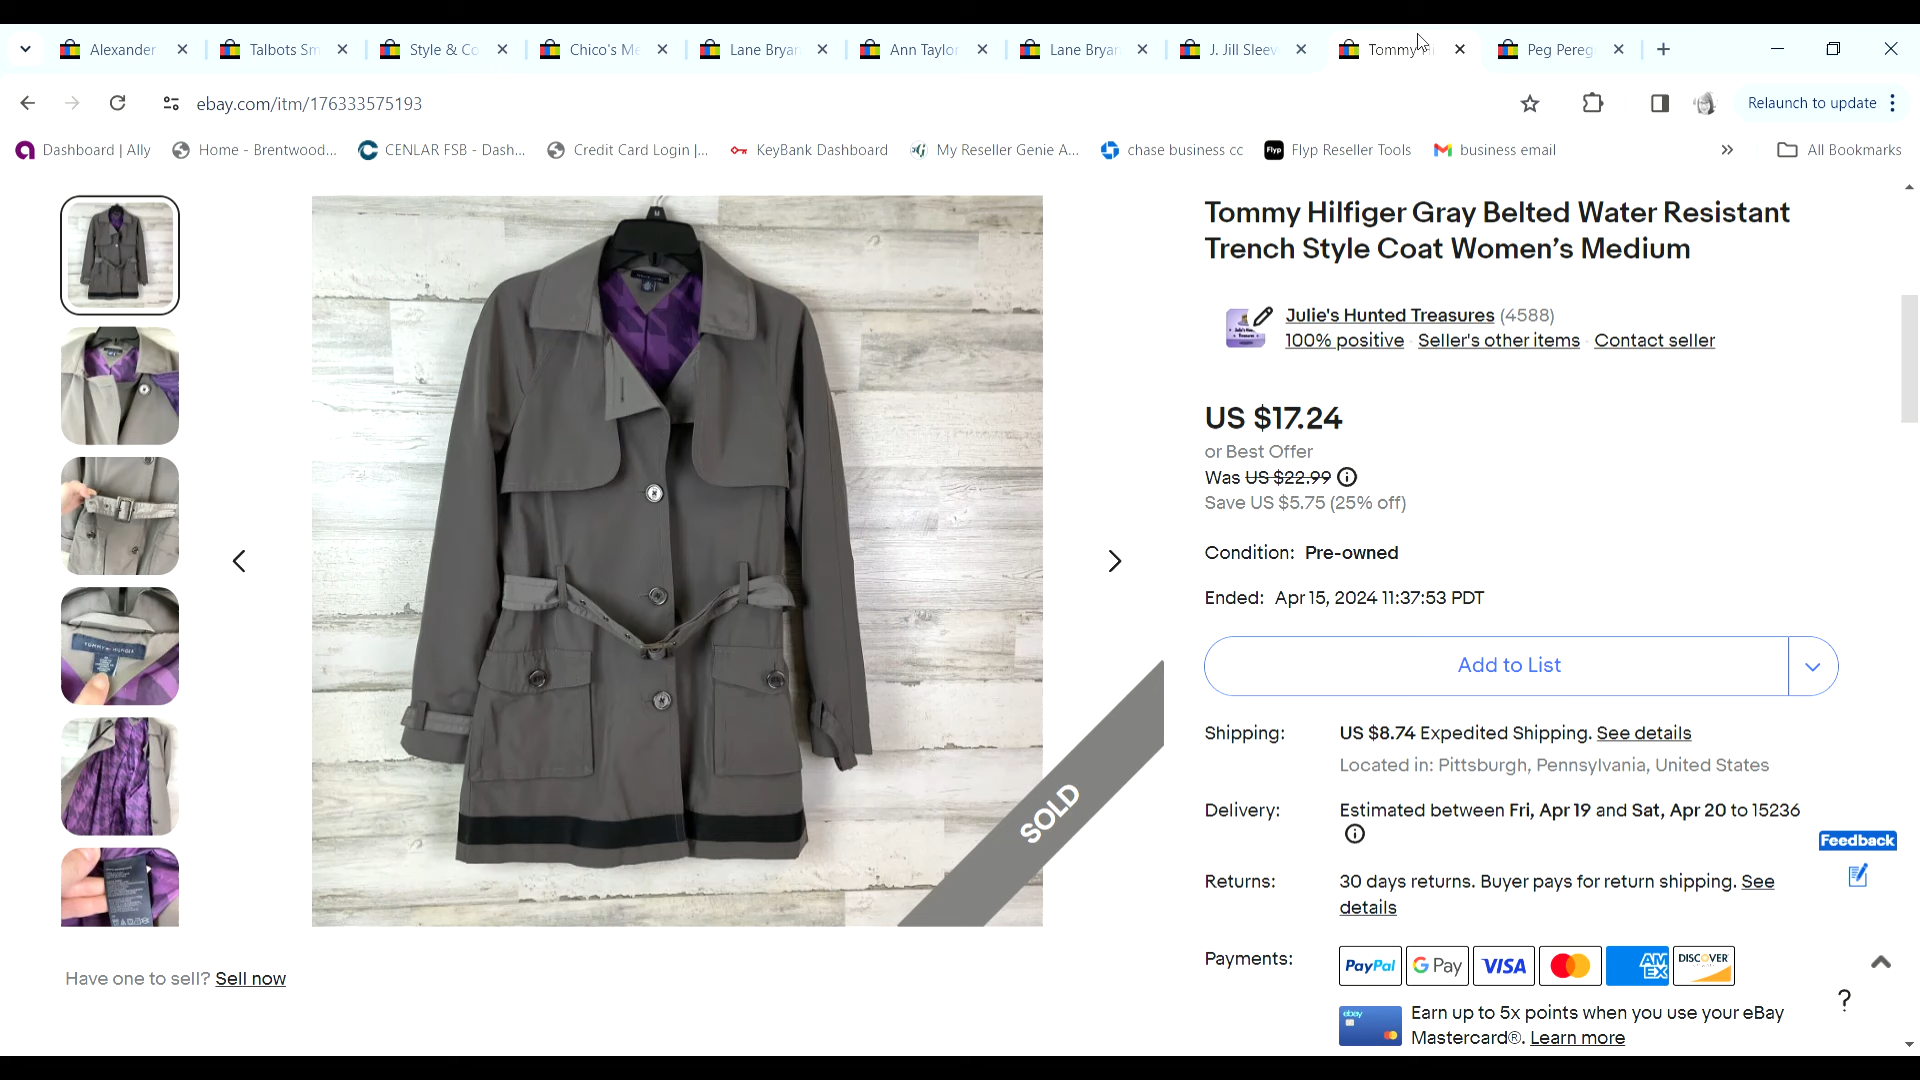 Alexander
Talbots Sm
Style & Co
Chico's Me
Lane Bryan
Ann Taylor
Lane Bryan
J. Jill Sleev
Tommy Hi
Peg Pereg
ebay.com/itm/176333575193
Relaunch to update
Dashboard | Ally
Home - Brentwood...
CENLAR FSB - Dash...
Credit Card Login |...
KeyBank Dashboard
My Reseller Genie A...
chase business cc
Flyp
Flyp Reseller Tools
business email
All Bookmarks
Tommy Hilfiger Gray Belted Water Resistant
Trench Style Coat Women's Medium
Julie's Hunted Treasures (4588)
100% positive
Seller's other items
Contact seller
US $17.24
or Best Offer
Was US $22.99
Save US $5.75 (25% off)
Condition: Pre-owned
Ended: Apr 15, 2024 11:37:53 PDT
Add to List
Shipping: US $8.74 Expedited Shipping. See details
Located in: Pittsburgh, Pennsylvania, United States
Delivery: Estimated between Fri, Apr 19 and Sat, Apr 20 to 15236
Feedback
Returns: 30 days returns. Buyer pays for return shipping. See
details
Payments: PayPal G Pay VISA AM EX DISCOVER
ebay
Earn up to 5x points when you use your eBay
Mastercard®. Learn more
?
M
SOLD
TOMMY HILFIGER
Have one to sell? Sell now